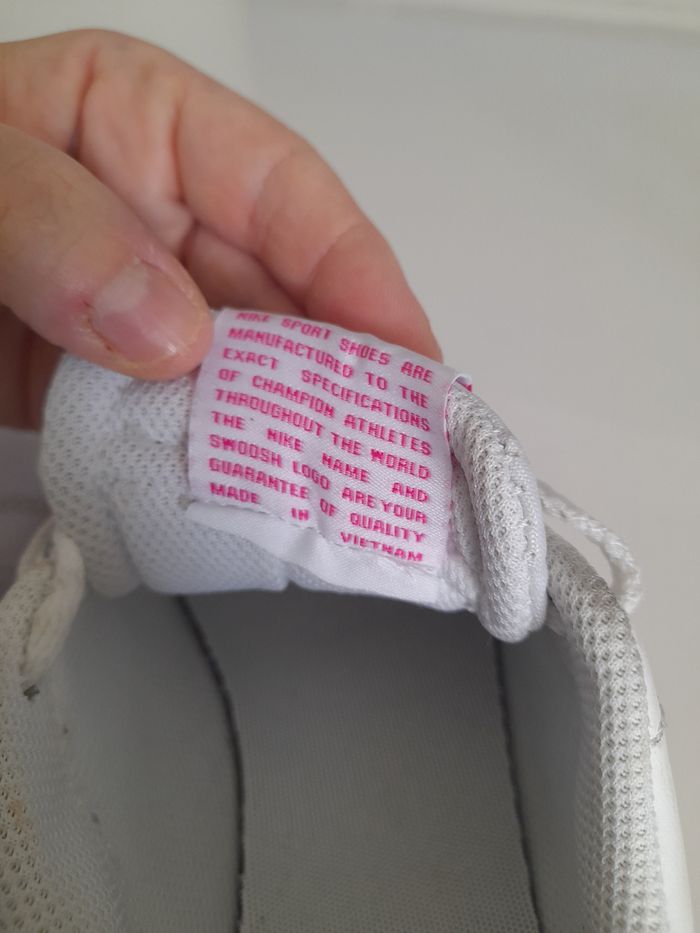 NIKE SPORT SHOES ARE
MANUFACTURED TO THE
EXACT SPECIFICATIONS
OF CHAMPION ATHLETES
THROUGHOUT THE WORLD
THE NIKE NAME AND
SWOOSH LOGO ARE YOUR
GUARANTEE OF QUALITY
MADE IN VIETNAM